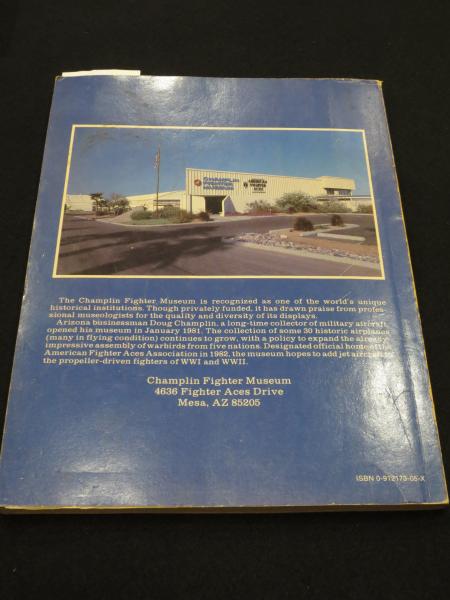 CHAMPLIN
FIGHTER
MUSEUM
AMERICAN
FIGHTER
ACES
The Champlin Fighter Museum is recognized as one of the world's unique
historical institutions. Though privately funded, it has drawn praise from profes-
sional museologists for the quality and diversity of its displays.
Arizona businessman Doug Champlin, a long-time collector of military aircraft,
opened his museum in January 1981. The collection of some 30 historic airplanes
(many in flying condition) continues to grow, with a policy to expand the already
impressive assembly of warbirds from five nations. Designated official home of the
American Fighter Aces Association in 1982, the museum hopes to add jet aircraft to
the propeller-driven fighters of WWI and WWII.
Champlin Fighter Museum
4636 Fighter Aces Drive
Mesa, AZ 85205
ISBN 0-912173-05-X